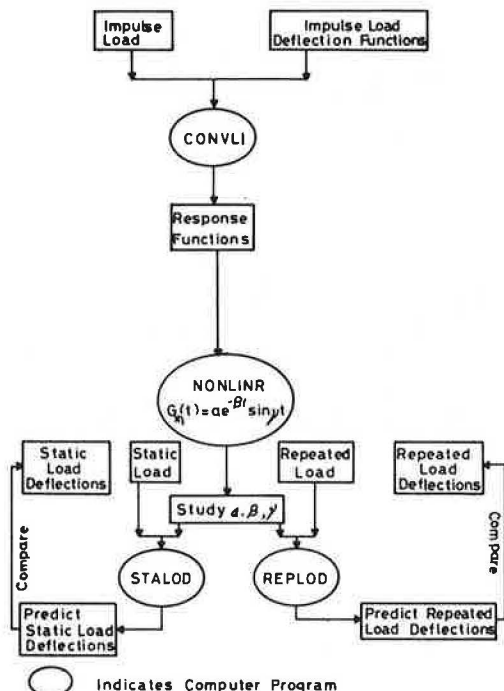 Impulse
Load
Impulse Load
Deflection Functions
CONVLI
Response
Functions
NONLINR
Gₓᵢ(t)=αe^-βt sinγt
Static
Load
Deflections
Static
Load
Repeated
Load
Repeated
Load
Deflections
Study α,β,γ
Compare
Compare
STALOD
REPLOD
Predict
Static Load
Deflections
Predict Repeated
Load Deflections
Indicates Computer Program